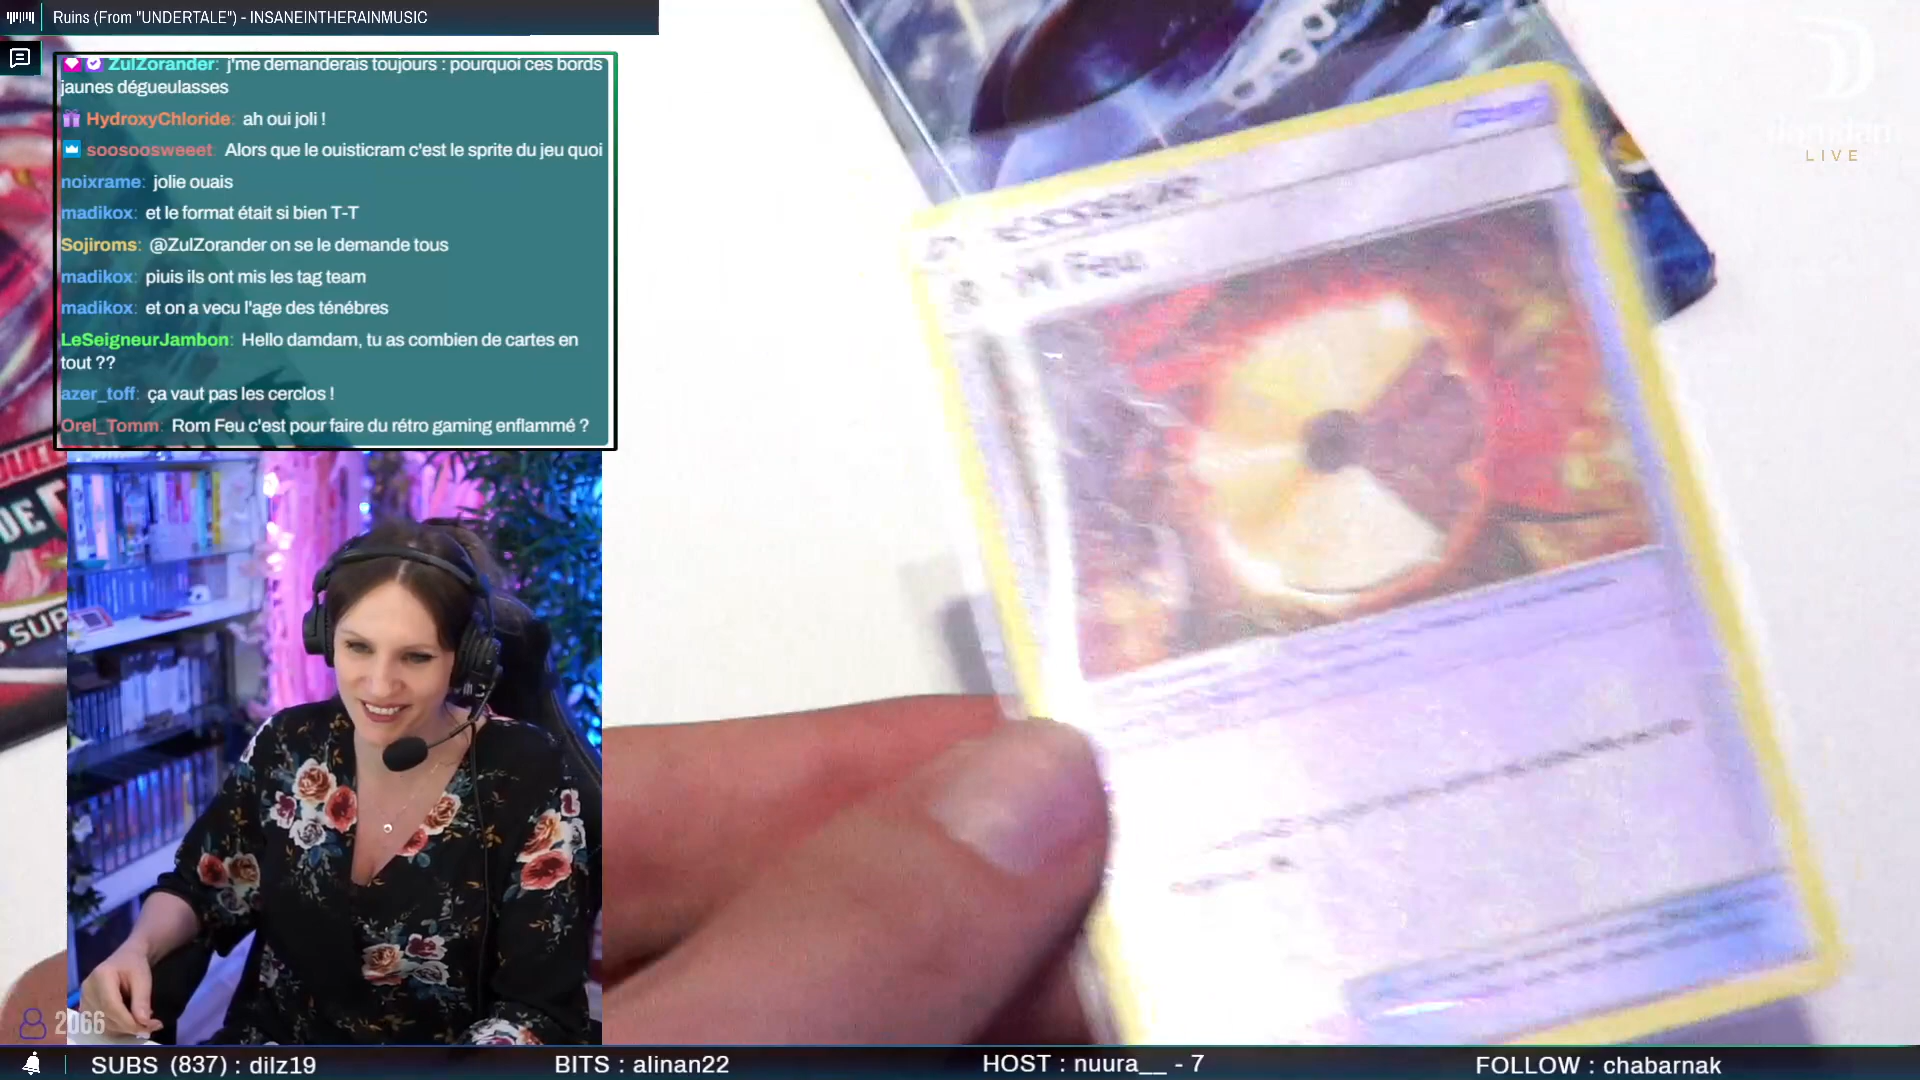 Ruins (From "UNDERTALE") - INSANEINTHERAINMUSIC
ZulZorander: j'me demanderais toujours : pourquoi ces bords
jaunes dégueulasses
HydroxyChloride: ah oui joli !
soosoosweeet: Alors que le ouisticram c'est le sprite du jeu quoi
noixrame: jolie ouais
madikox: et le format était si bien T-T
Sojiroms: @ZulZorander on se le demande tous
madikox: piuis ils ont mis les tag team
madikox: et on a vecu l'age des ténébres
LeSeigneurJambon: Hello damdam, tu as combien de cartes en
tout ??
azer_toff: ça vaut pas les cerclos !
Orel_Tomm: Rom Feu c'est pour faire du rétro gaming enflammé ?
LIVE
Feu
DE
SUP
2066
SUBS (837) : dilz19
BITS : alinan22
HOST : nuura__ - 7
FOLLOW : chabarnak